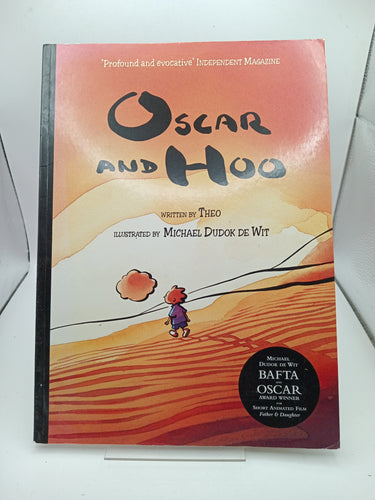 'Profound and evocative' INDEPENDENT MAGAZINE
OSCAR
AND HOO
WRITTEN BY THEO
ILLUSTRATED BY MICHAEL DUDOK DE WIT
MICHAEL
DUDOK DE WIT
BAFTA
AND
OSCAR
AWARD WINNER
FOR
SHORT ANIMATED FILM
Father & Daughter